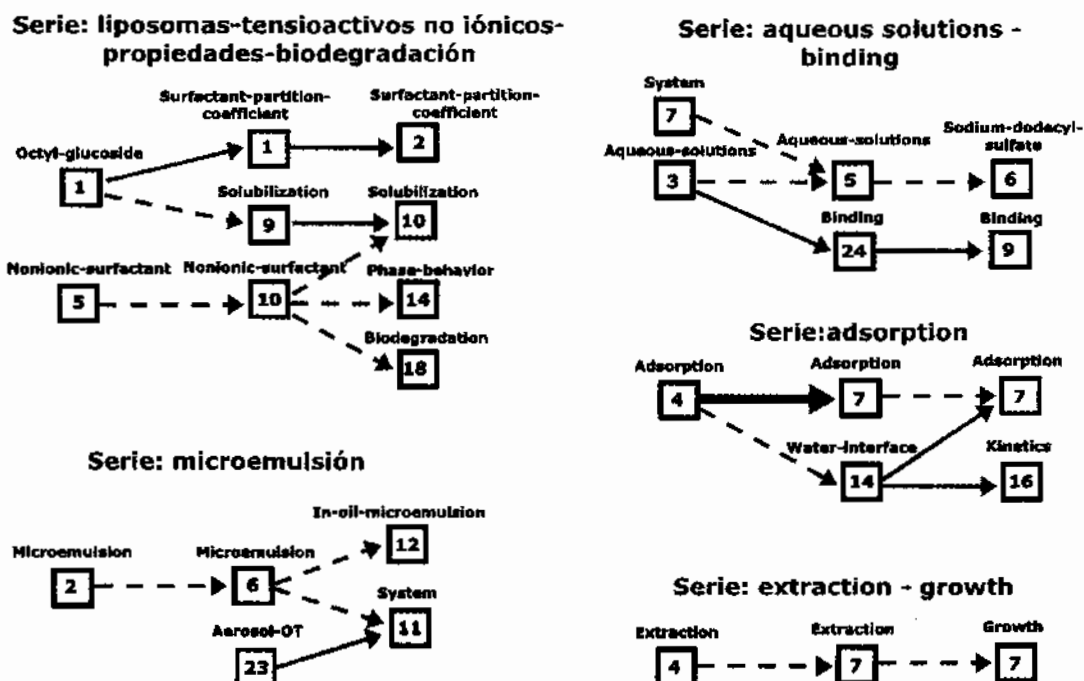 Serie: liposomas-tensioactivos no iónicos-
propiedades-biodegradación
Surfactant-partition-
coefficient
Surfactant-partition-
coefficient
Octyl-glucoside
1
1
2
Solubilization
Solubilization
9
10
Nonionic-surfactant
Nonionic-surfactant
Phase-behavior
5
10
14
Biodegradation
18
Serie: microemulsión
In-oil-microemulsion
12
Microemulsion
Microemulsion
2
6
System
11
Aerosol-OT
23
Serie: aqueous solutions -
binding
System
7
Aqueous-solutions
Aqueous-solutions
Sodium-dodecyl-
sulfate
3
5
6
Binding
Binding
24
9
Serie:adsorption
Adsorption
Adsorption
Adsorption
4
7
7
Water-interface
Kinetics
14
16
Serie: extraction - growth
Extraction
Extraction
Growth
4
7
7